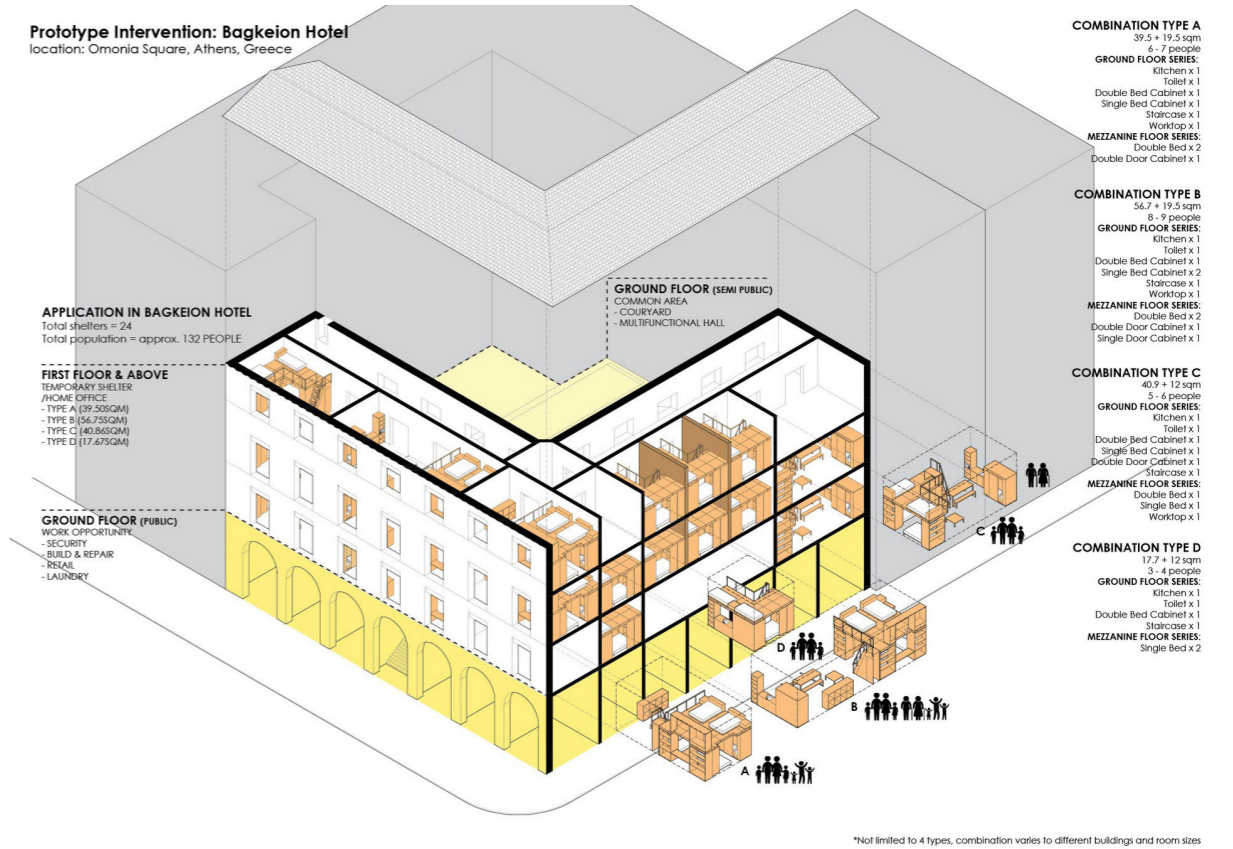 Prototype Intervention: Bagkeion Hotel
location: Omonia Square, Athens, Greece
APPLICATION IN BAGKEION HOTEL
Total shelters = 24
Total population = approx. 132 PEOPLE
FIRST FLOOR & ABOVE
TEMPORARY SHELTER
/HOME OFFICE
- TYPE A (39.50SQM)
- TYPE B (56.75SQM)
- TYPE C (40.86SQM)
- TYPE D (17.67SQM)
GROUND FLOOR (PUBLIC)
WORK OPPORTUNITY
- SECURITY
- BUILD & REPAIR
- RETAIL
- LAUNDRY
GROUND FLOOR (SEMI PUBLIC)
COMMON AREA
- COURYARD
- MULTIFUNCTIONAL HALL
COMBINATION TYPE A
39.5 + 19.5 sqm
6 - 7 people
GROUND FLOOR SERIES:
Kitchen x 1
Toilet x 1
Double Bed Cabinet x 1
Single Bed Cabinet x 1
Staircase x 1
Worktop x 1
MEZZANINE FLOOR SERIES:
Double Bed x 2
Double Door Cabinet x 1
COMBINATION TYPE B
56.7 + 19.5 sqm
8 - 9 people
GROUND FLOOR SERIES:
Kitchen x 1
Toilet x 1
Double Bed Cabinet x 1
Single Bed Cabinet x 2
Staircase x 1
Worktop x 1
MEZZANINE FLOOR SERIES:
Double Bed x 2
Double Door Cabinet x 1
Single Door Cabinet x 1
COMBINATION TYPE C
40.9 + 12 sqm
5 - 6 people
GROUND FLOOR SERIES:
Kitchen x 1
Toilet x 1
Double Bed Cabinet x 1
Single Bed Cabinet x 1
Double Door Cabinet x 1
Staircase x 1
MEZZANINE FLOOR SERIES:
Double Bed x 1
Single Bed x 1
Worktop x 1
COMBINATION TYPE D
17.7 + 12 sqm
3 - 4 people
GROUND FLOOR SERIES:
Kitchen x 1
Toilet x 1
Double Bed Cabinet x 1
Staircase x 1
MEZZANINE FLOOR SERIES:
Single Bed x 2
C
D
B
A
*Not limited to 4 types, combination varies to different buildings and room sizes